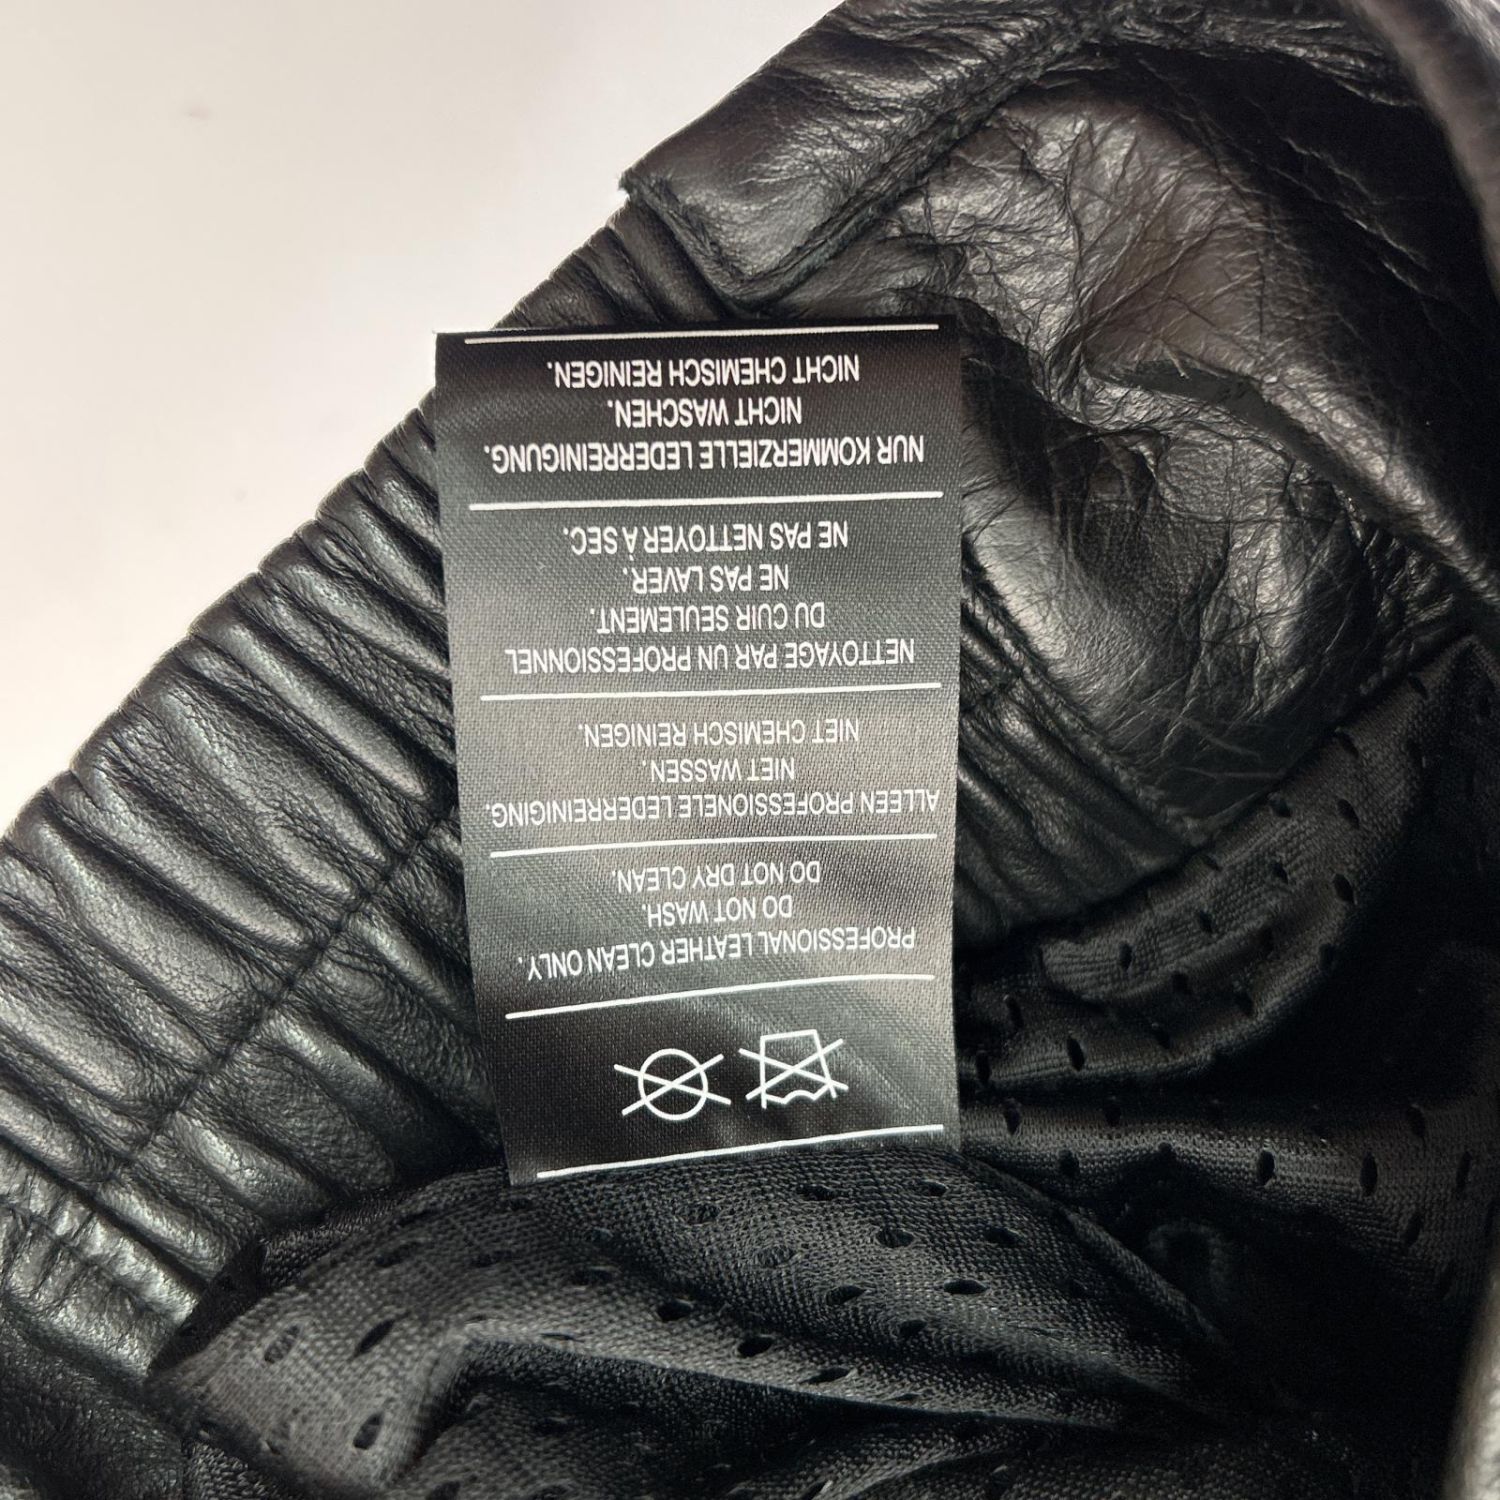 PROFESSIONAL LEATHER CLEAN ONLY.
DO NOT WASH.
DO NOT DRY CLEAN.
ALLEEN PROFESSIONELE LEDERREINIGING.
NIET WASSEN.
NIET CHEMISCH REINIGEN.
NETTOYAGE PAR UN PROFESSIONNEL
DU CUIR SEULEMENT.
NE PAS LAVER.
NE PAS NETTOYER À SEC.
NUR KOMMERZIELLE LEDERREINIGUNG.
NICHT WASCHEN.
NICHT CHEMISCH REINIGEN.